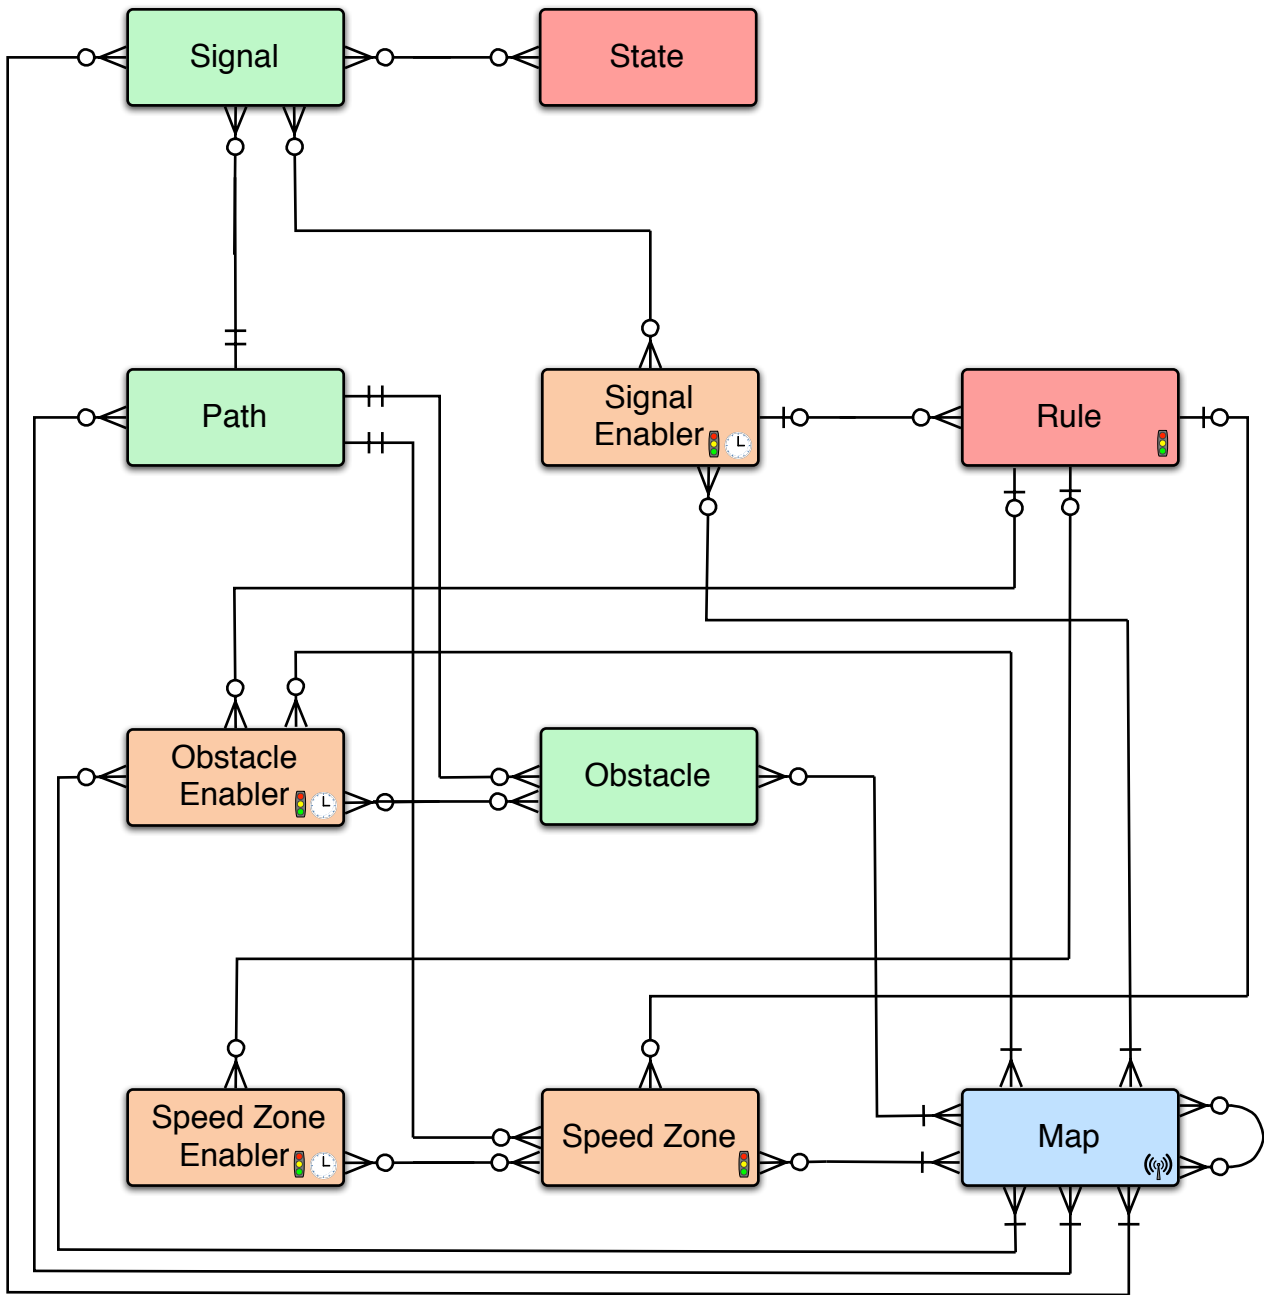 Signal
State
Path
Signal
Enabler
Rule
Obstacle
Enabler
Obstacle
Speed Zone
Enabler
Speed Zone
Map